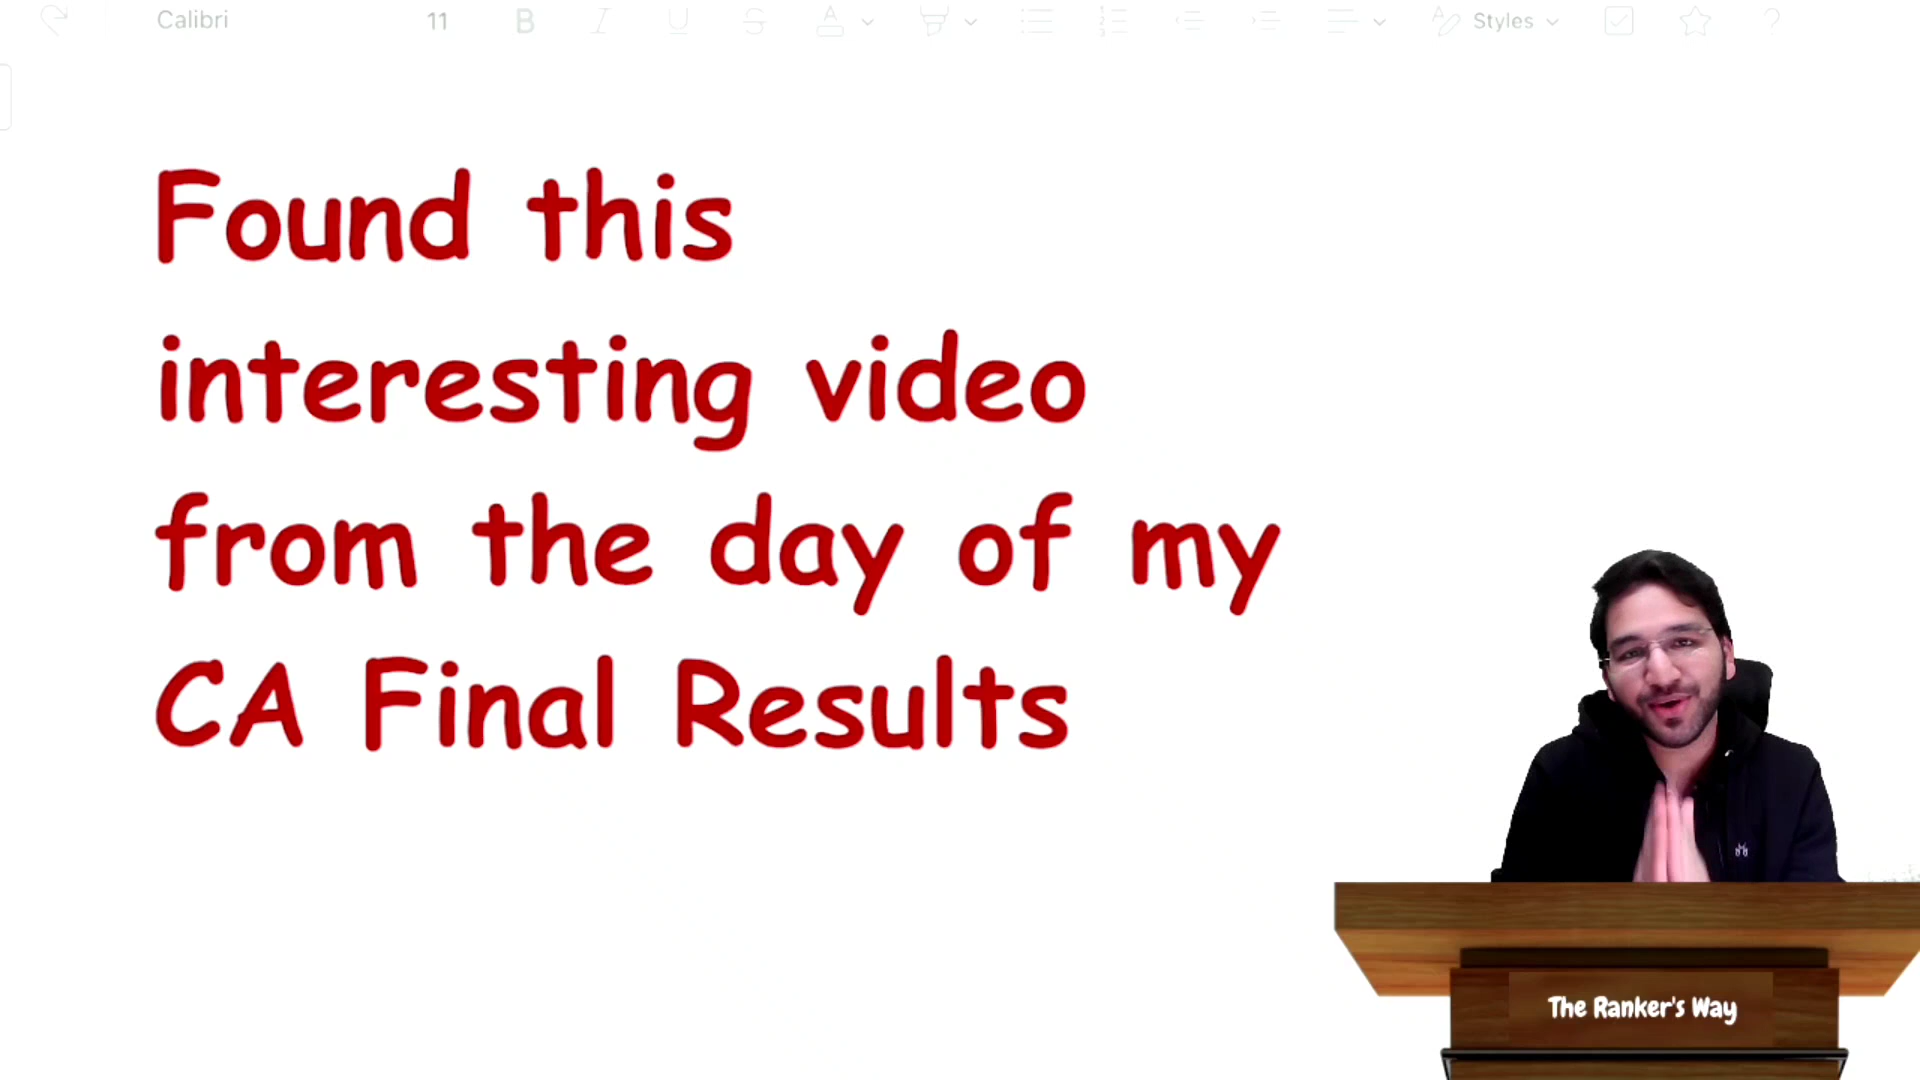 Calibri 11 B I U S A Styles ?
Found this
interesting video
from the day of my
CA Final Results
The Ranker's Way